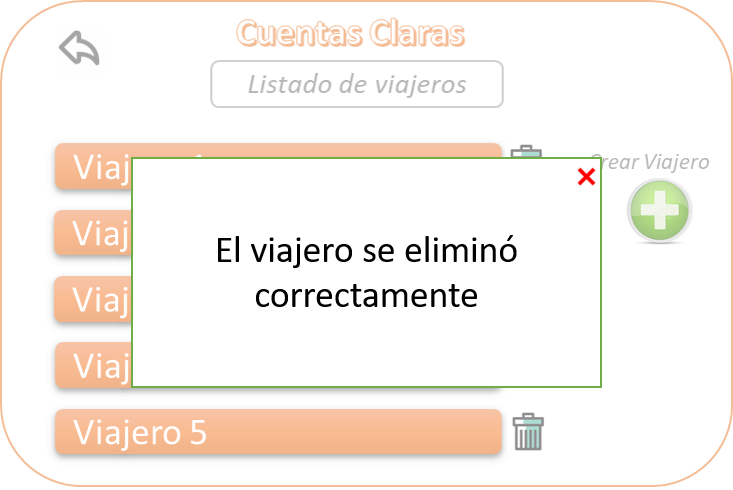 Cuentas Claras
Listado de viajeros
Crear Viajero
El viajero se eliminó
correctamente
Viajero 5